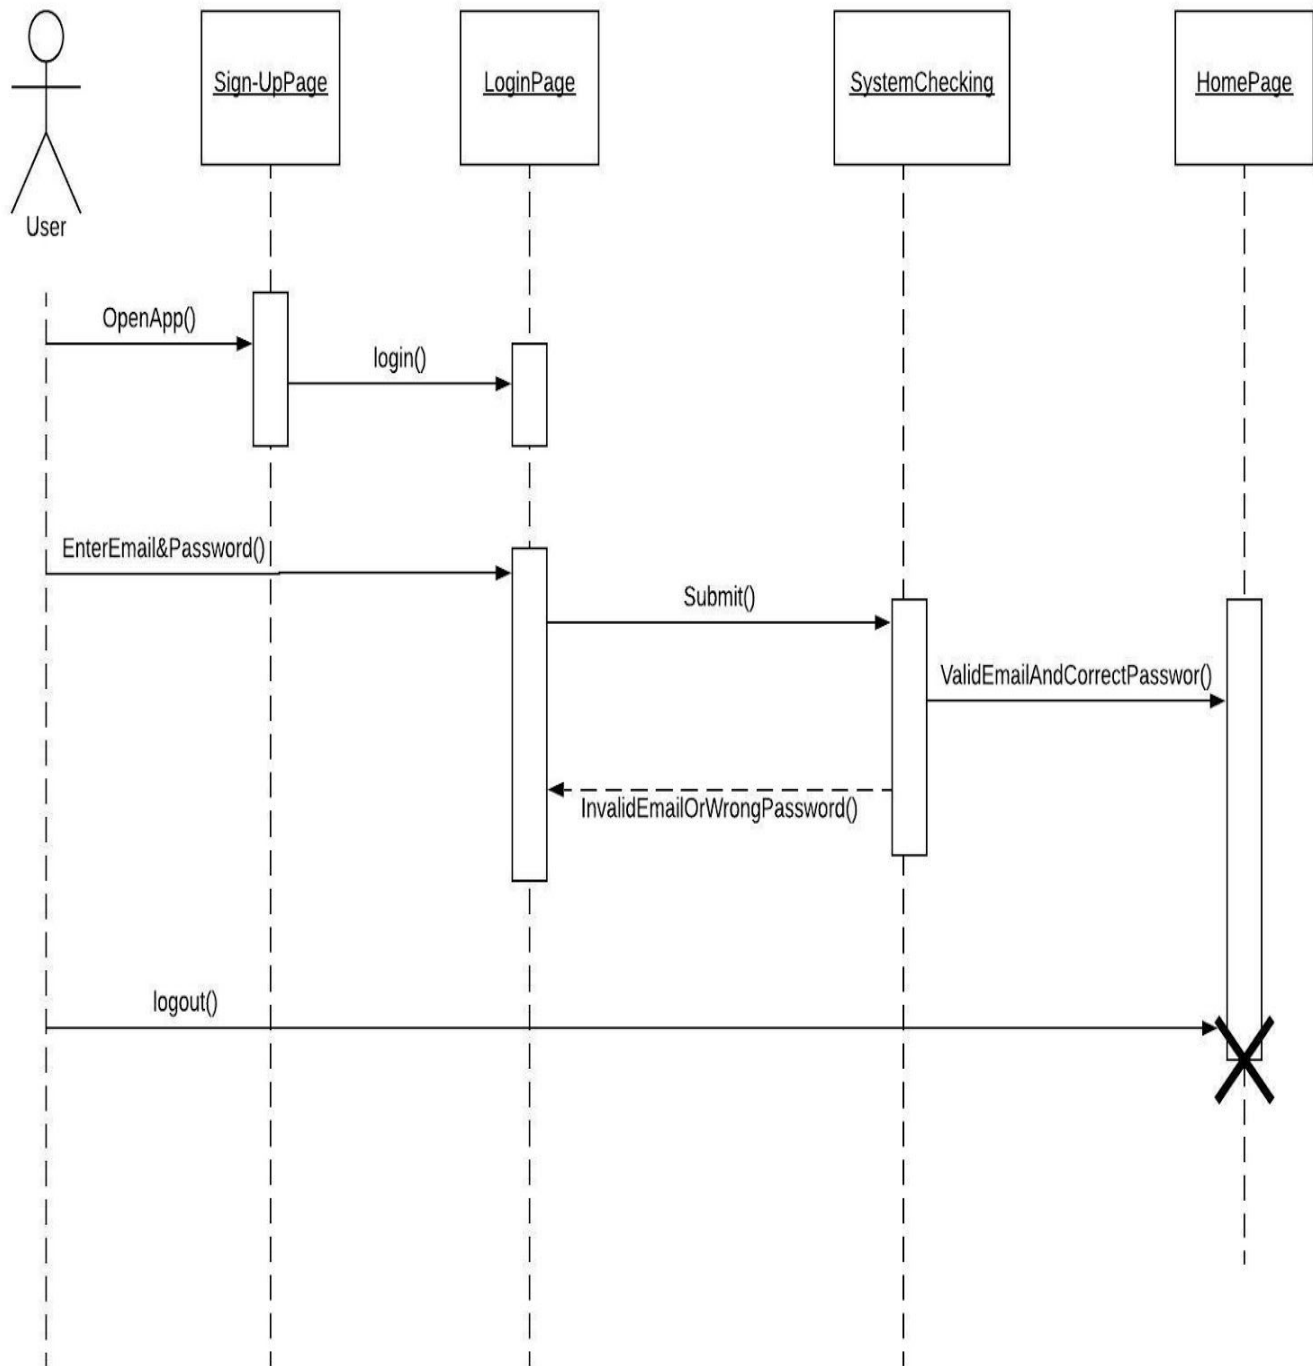 Sign-UpPage
LoginPage
SystemChecking
HomePage
User
OpenApp()
login()
EnterEmail&Password()
Submit()
ValidEmailAndCorrectPasswor()
InvalidEmailOrWrongPassword()
logout()